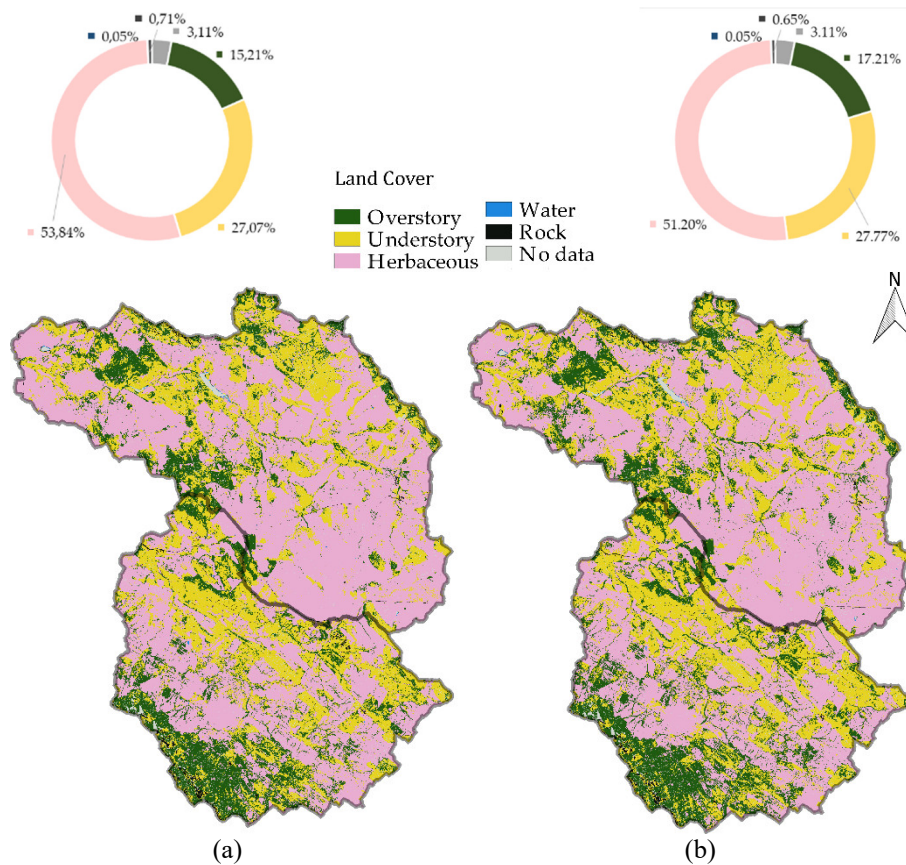 0,71%
0,05%
3,11%
15,21%
53,84%
27,07%
0.65%
0.05%
3.11%
17.21%
51.20%
27.77%
Land Cover
Overstory
Water
Understory
Rock
Herbaceous
No data
N
(a)
(b)